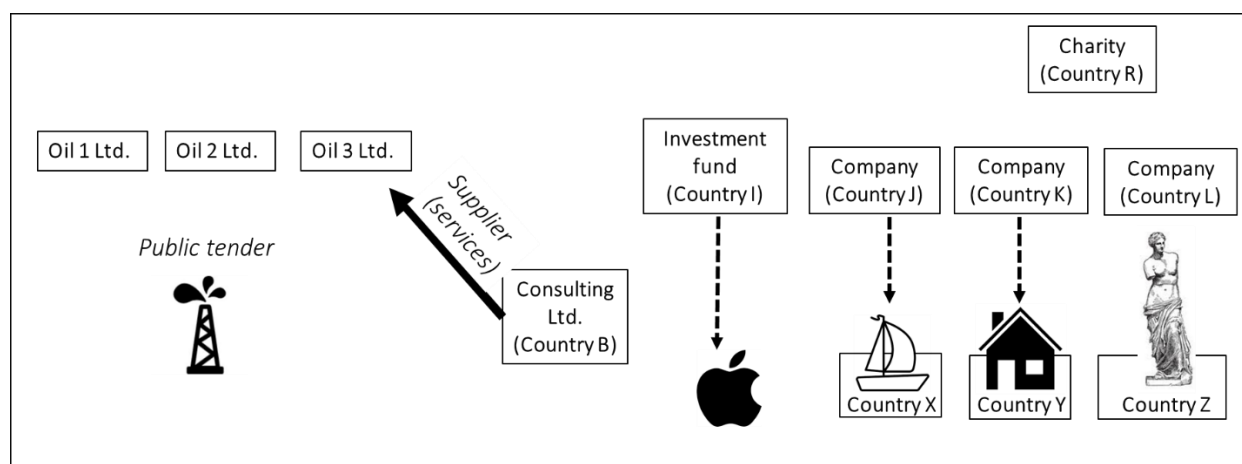 Charity
(Country R)
Oil 1 Ltd.
Oil 2 Ltd.
Oil 3 Ltd.
Investment
fund
(Country I)
Company
(Country J)
Company
(Country K)
Company
(Country L)
Supplier
(services)
Public tender
Consulting
Ltd.
(Country B)
Country X
Country Y
Country Z